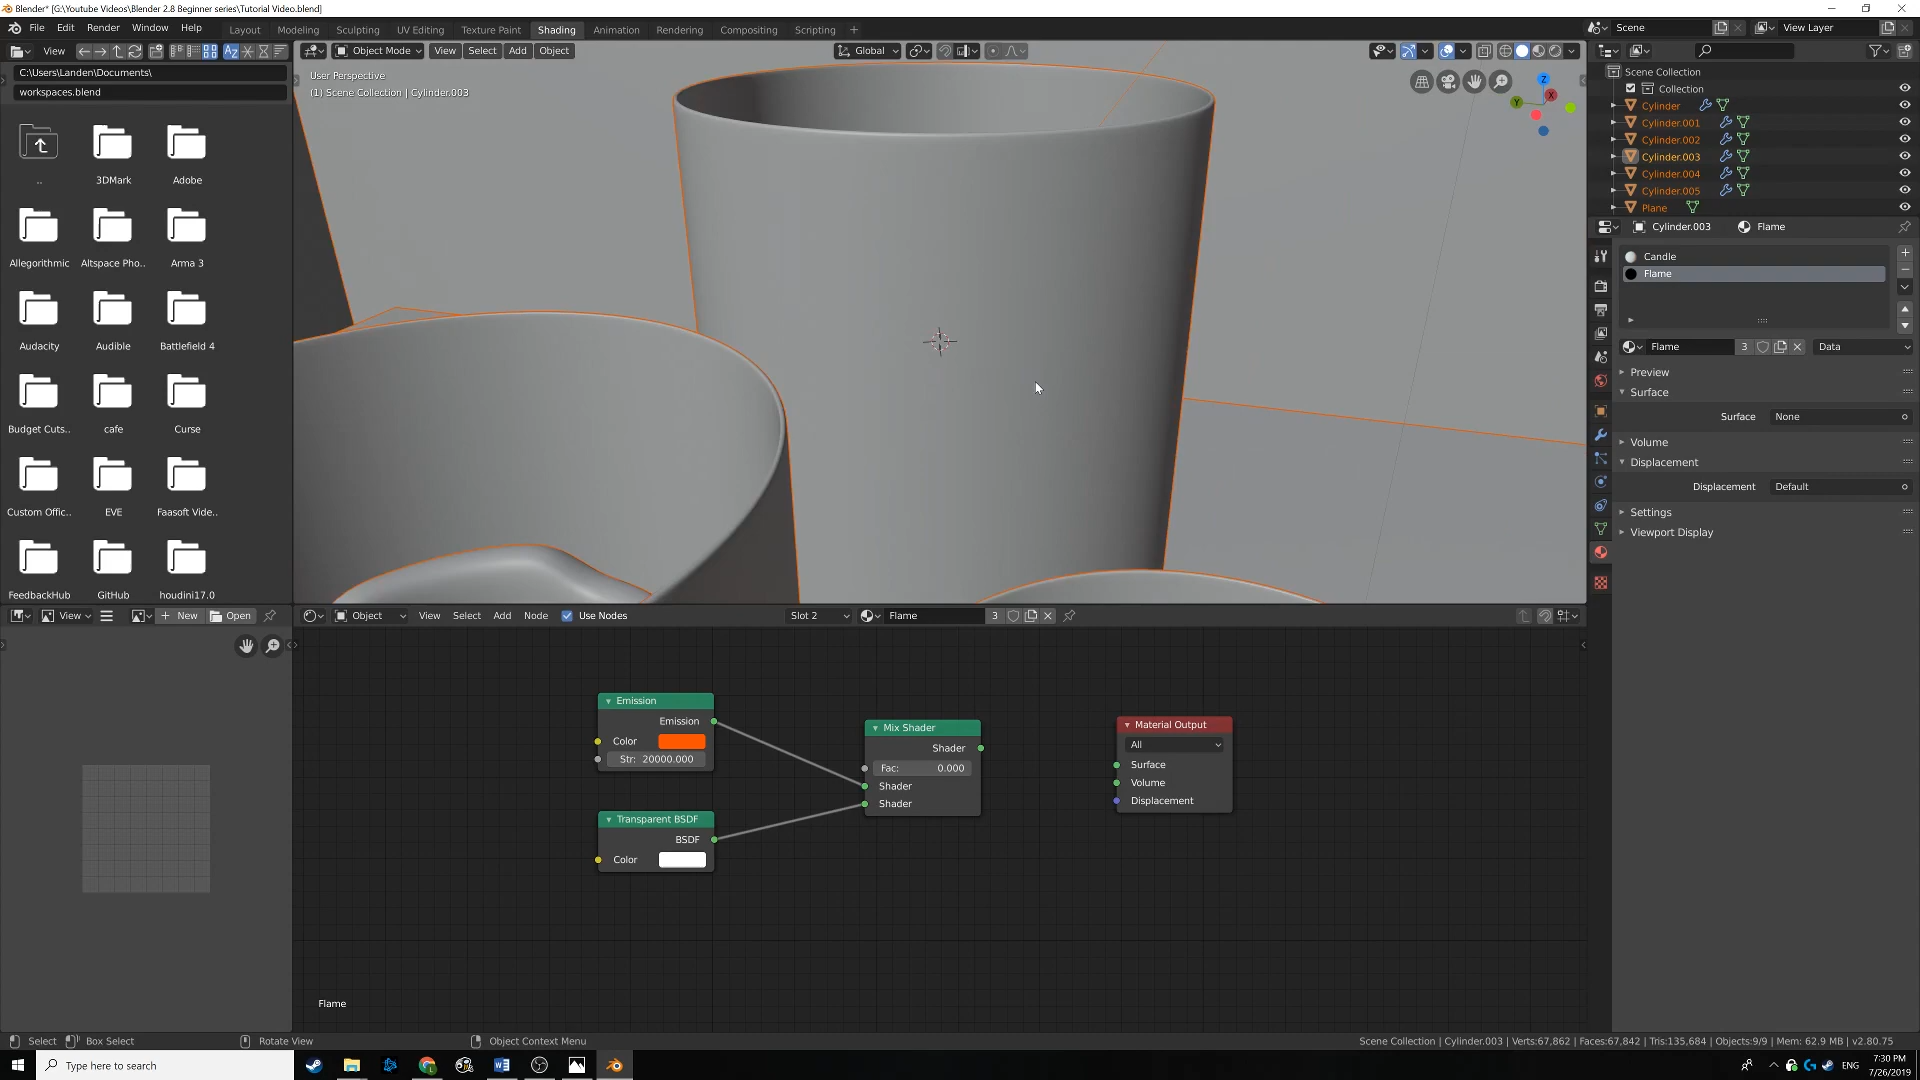 Blender* [G:\Youtube Videos\Blender 2.8 Beginner series\Tutorial Video.blend]
File Edit Render Window Help
Layout Modeling Sculpting UV Editing Texture Paint Shading Animation Rendering Compositing Scripting +
Scene View Layer
View
Object Mode View Select Add Object
Global
C:\Users\Landen\Documents\
workspaces.blend
User Perspective
(1) Scene Collection | Cylinder.003
Z
X
Y
.. 3DMark Adobe
Allegorithmic Altspace Pho.. Arma 3
Audacity Audible Battlefield 4
Budget Cuts.. cafe Curse
Custom Offic.. EVE Faasoft Vide..
FeedbackHub GitHub houdini17.0
Scene Collection
Collection
Cylinder
Cylinder.001
Cylinder.002
Cylinder.003
Cylinder.004
Cylinder.005
Plane
Cylinder.003 Flame
Candle
Flame
Flame 3 Data
Preview
Surface
Surface None
Volume
Displacement
Displacement Default
Settings
Viewport Display
View New Open
Object View Select Add Node Use Nodes Slot 2 Flame 3
Emission
Emission
Color
Str: 20000.000
Transparent BSDF
BSDF
Color
Mix Shader
Shader
Fac: 0.000
Shader
Shader
Material Output
All
Surface
Volume
Displacement
Flame
Select Box Select Rotate View Object Context Menu
Scene Collection | Cylinder.003 | Verts:67,862 | Faces:67,842 | Tris:135,684 | Objects:9/9 | Mem: 62.9 MB | v2.80.75
Type here to search
ENG
7:30 PM
7/26/2019